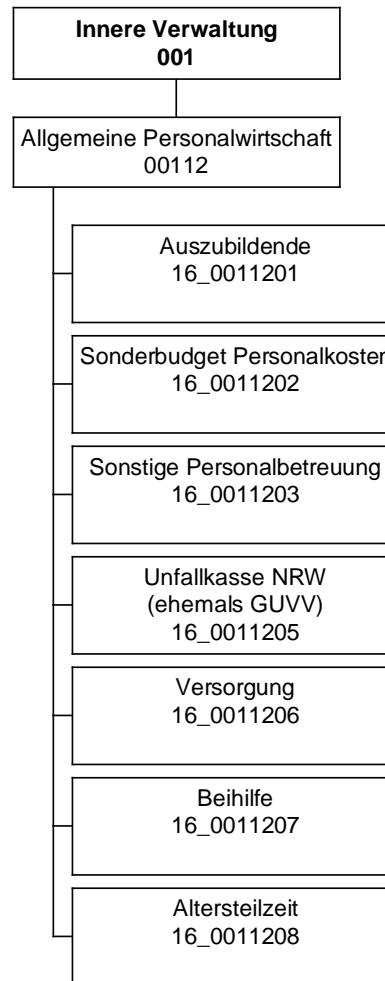 Innere Verwaltung
001
Allgemeine Personalwirtschaft
00112
Auszubildende
16_0011201
Sonderbudget Personalkosten
16_0011202
Sonstige Personalbetreuung
16_0011203
Unfallkasse NRW
(ehemals GUVV)
16_0011205
Versorgung
16_0011206
Beihilfe
16_0011207
Altersteilzeit
16_0011208